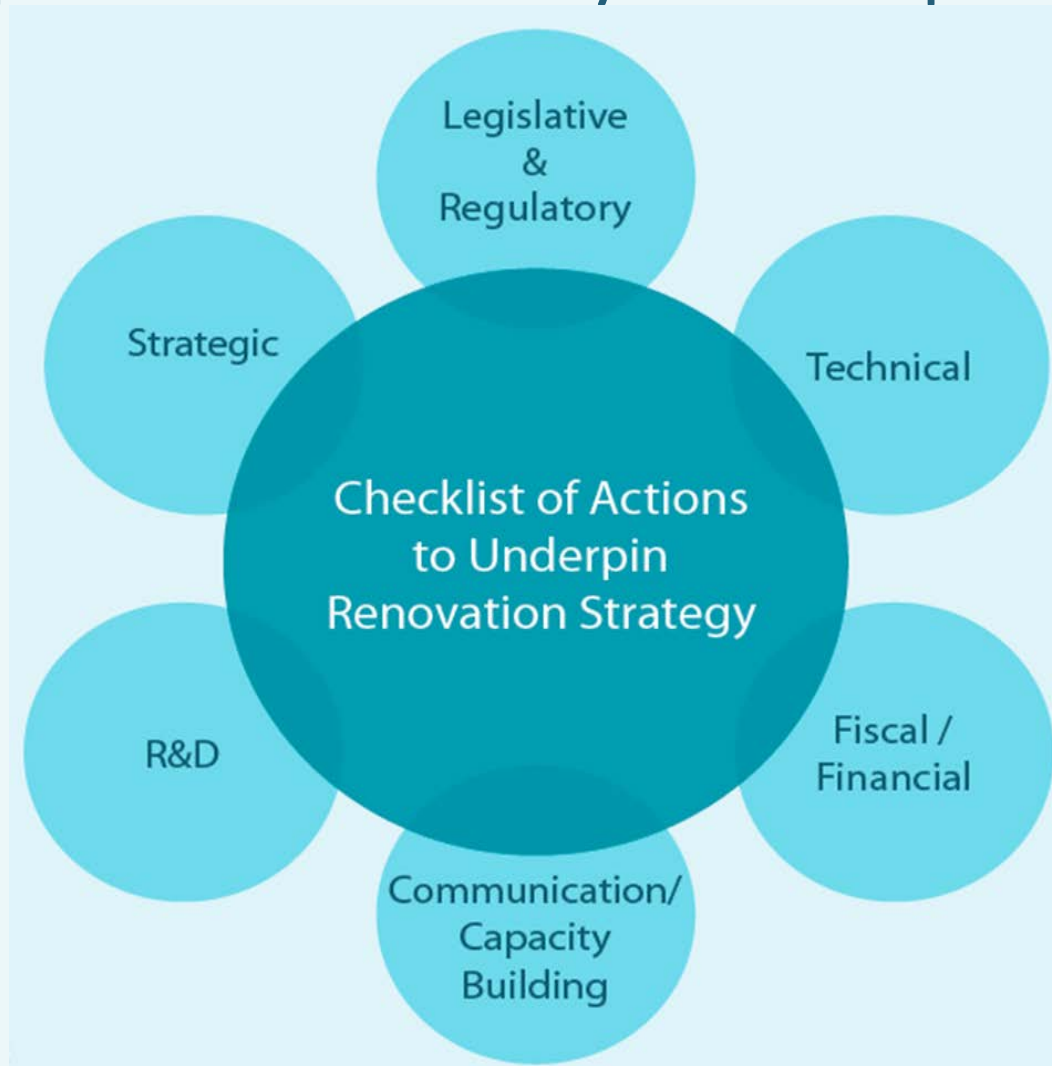 Legislative
&
Regulatory
Strategic
Technical
Checklist of Actions
to Underpin
Renovation Strategy
R&D
Fiscal /
Financial
Communication/
Capacity
Building